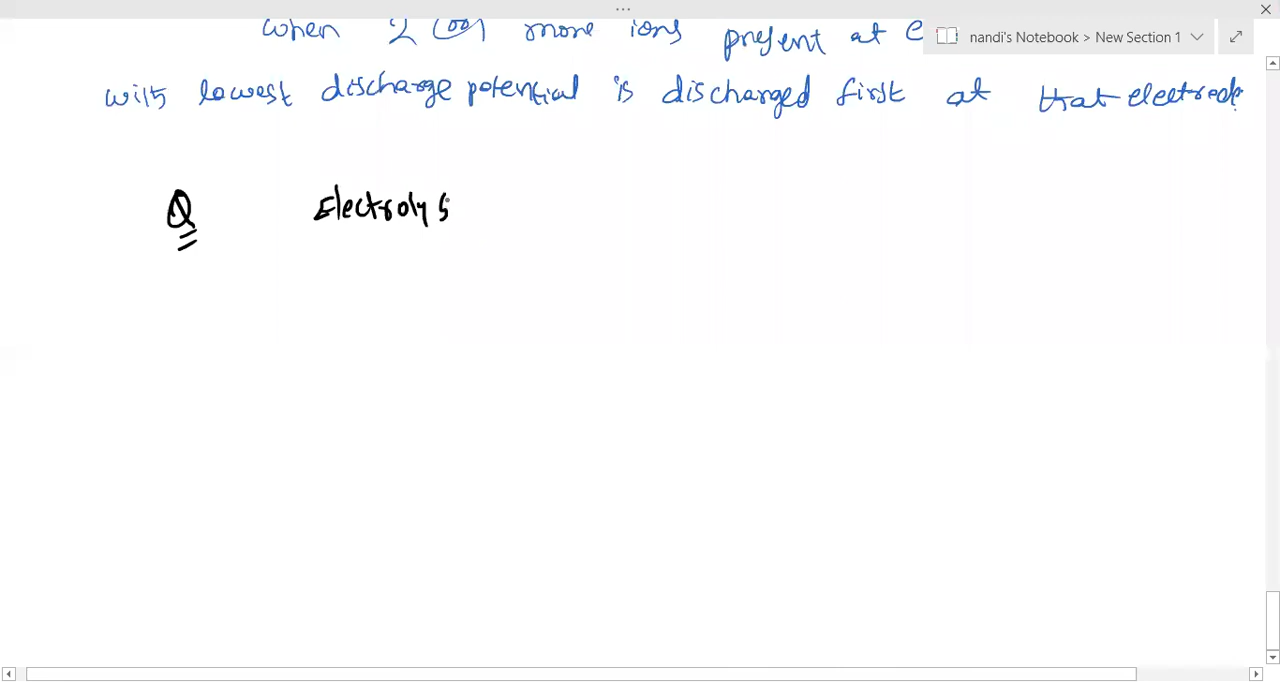 ...
nandi's Notebook > New Section 1
when 2 (or) more ions present at e
with lowest discharge potential is discharged first at that electrode
Q Electrolys